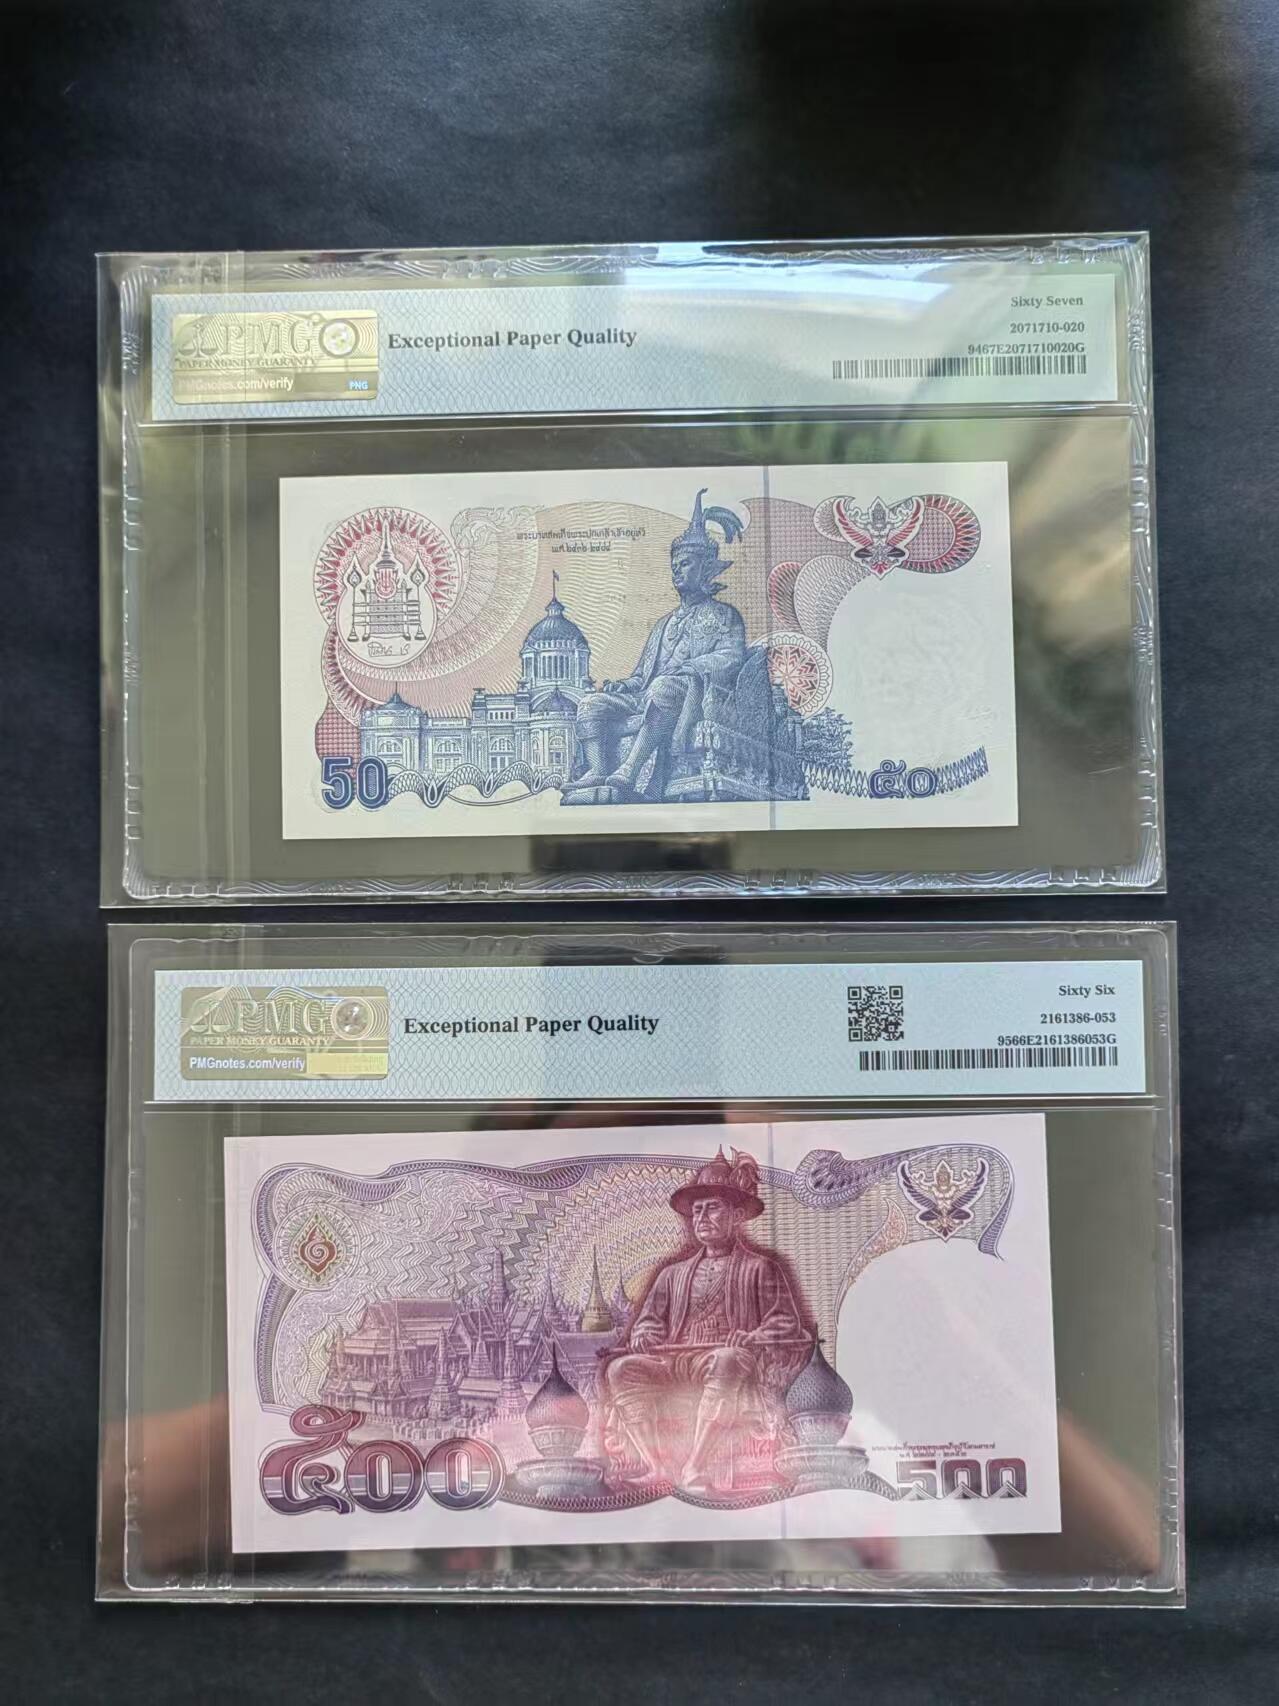 PMG
Exceptional Paper Quality
PAPER MONEY GUARANTY
PMGnotes.com/verify
PNG
Sixty Seven
2071710-020
9467E2071710020G
50
๕๐
PMG
Exceptional Paper Quality
PAPER MONEY GUARANTY
PMGnotes.com/verify
Sixty Six
2161386-053
9566E2161386053G
๕๐๐
500